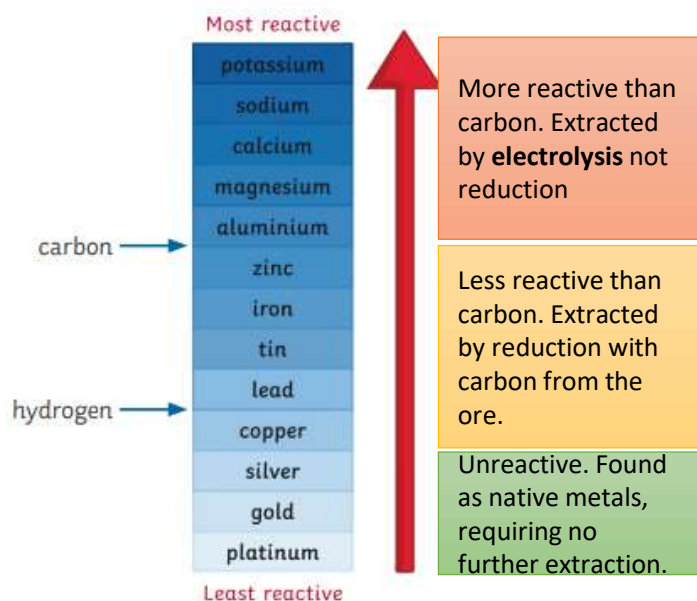 Most reactive
potassium
sodium
calcium
magnesium
aluminium
carbon
zinc
iron
tin
lead
hydrogen
copper
silver
gold
platinum
Least reactive
More reactive than
carbon. Extracted
by electrolysis not
reduction
Less reactive than
carbon. Extracted
by reduction with
carbon from the
ore.
Unreactive. Found
as native metals,
requiring no
further extraction.